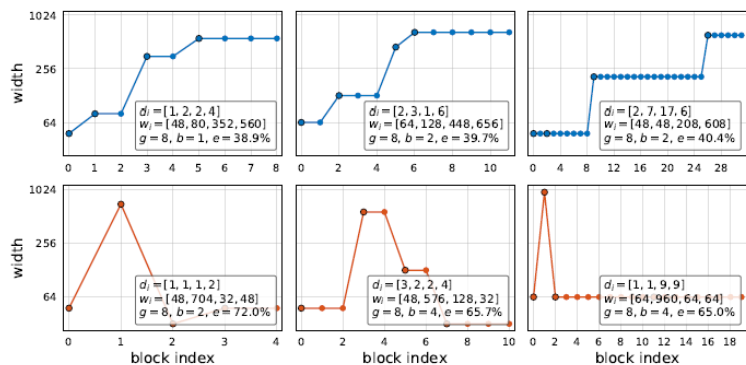 1024
256
64
width
d_i = [1, 2, 2, 4]
w_i = [48,80,352,560]
g = 8, b = 1, e = 38.9%
0 1 2 3 4 5 6 7 8
d_i = [2,3,1,6]
w_i = [64,128,448,656]
g = 8, b = 2, e = 39.7%
0 2 4 6 8 10
d_i = [2,7,17,6]
w_i = [48,48,208,608]
g = 8, b = 2, e = 40.4%
0 4 8 12 16 20 24 28
1024
256
64
width
d_i = [1, 1, 1, 2]
w_i = [48,704,32,48]
g = 8, b = 2, e = 72.0%
0 1 2 3 4
block index
d_i = [3, 2, 2, 4]
w_i = [48,576,128,32]
g = 8, b = 4, e = 65.7%
0 2 4 6 8 10
block index
d_i = [1,1,9,9]
w_i = [64,960,64,64]
g = 8, b = 4, e = 65.0%
0 2 4 6 8 10 12 14 16 18
block index